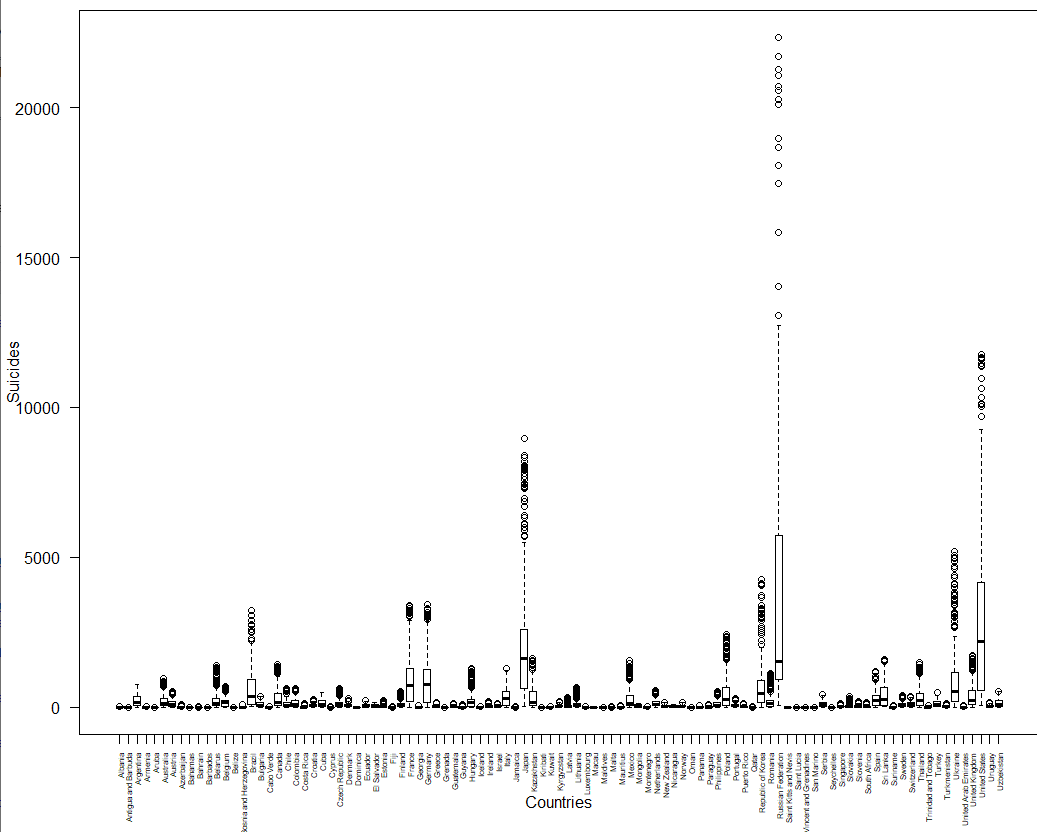 20000
15000
10000
5000
0
Suicides
Albania
Antigua and Barbuda
Argentina
Armenia
Aruba
Australia
Austria
Azerbaijan
Bahamas
Bahrain
Barbados
Belarus
Belgium
Belize
Bosnia and Herzegovina
Brazil
Bulgaria
Cabo Verde
Canada
Chile
Colombia
Costa Rica
Croatia
Cuba
Cyprus
Czech Republic
Denmark
Dominica
Ecuador
El Salvador
Estonia
Fiji
Finland
France
Georgia
Germany
Greece
Grenada
Guatemala
Guyana
Hungary
Iceland
Ireland
Israel
Italy
Jamaica
Japan
Kazakhstan
Kiribati
Kuwait
Kyrgyzstan
Latvia
Lithuania
Luxembourg
Macau
Maldives
Malta
Mauritius
Mexico
Mongolia
Montenegro
Netherlands
New Zealand
Nicaragua
Norway
Oman
Panama
Paraguay
Philippines
Poland
Portugal
Puerto Rico
Qatar
Republic of Korea
Romania
Russian Federation
Saint Kitts and Nevis
Saint Lucia
Vincent and Grenadines
San Marino
Serbia
Seychelles
Singapore
Slovakia
Slovenia
South Africa
Spain
Sri Lanka
Suriname
Sweden
Switzerland
Thailand
Trinidad and Tobago
Turkey
Turkmenistan
Ukraine
United Arab Emirates
United Kingdom
United States
Uruguay
Uzbekistan
Countries